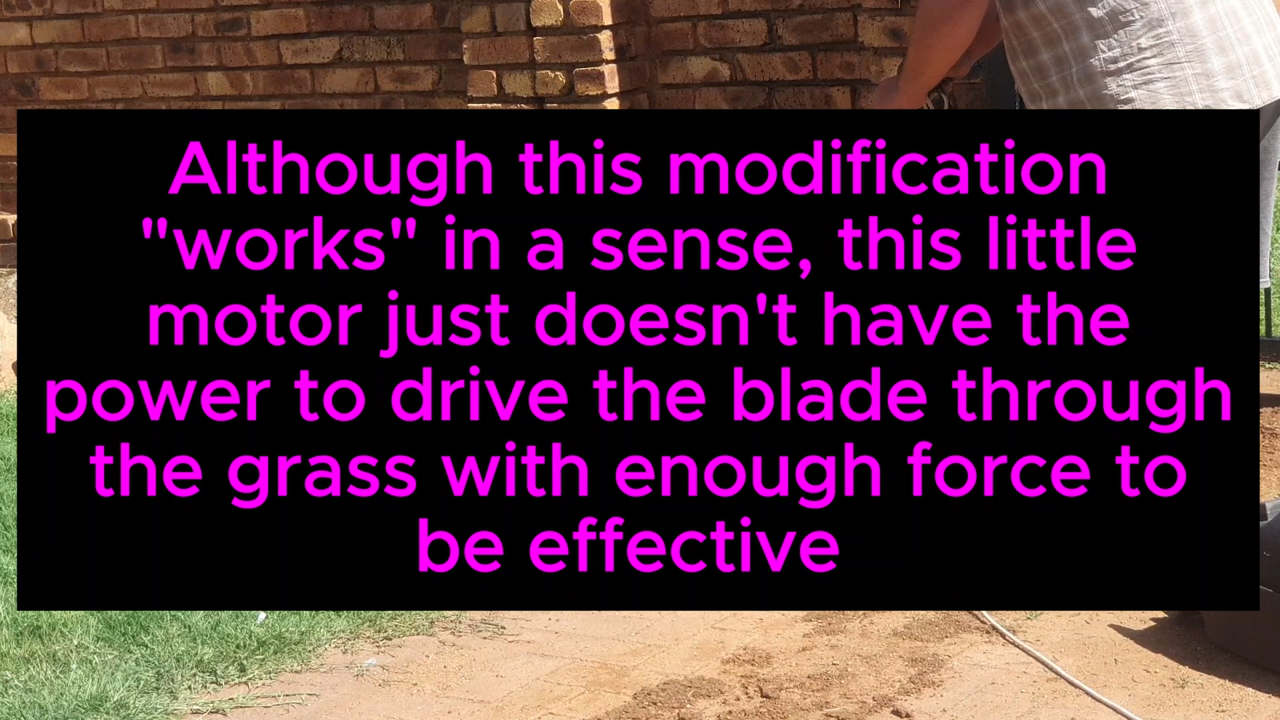 Although this modification
"works" in a sense, this little
motor just doesn't have the
power to drive the blade through
the grass with enough force to
be effective